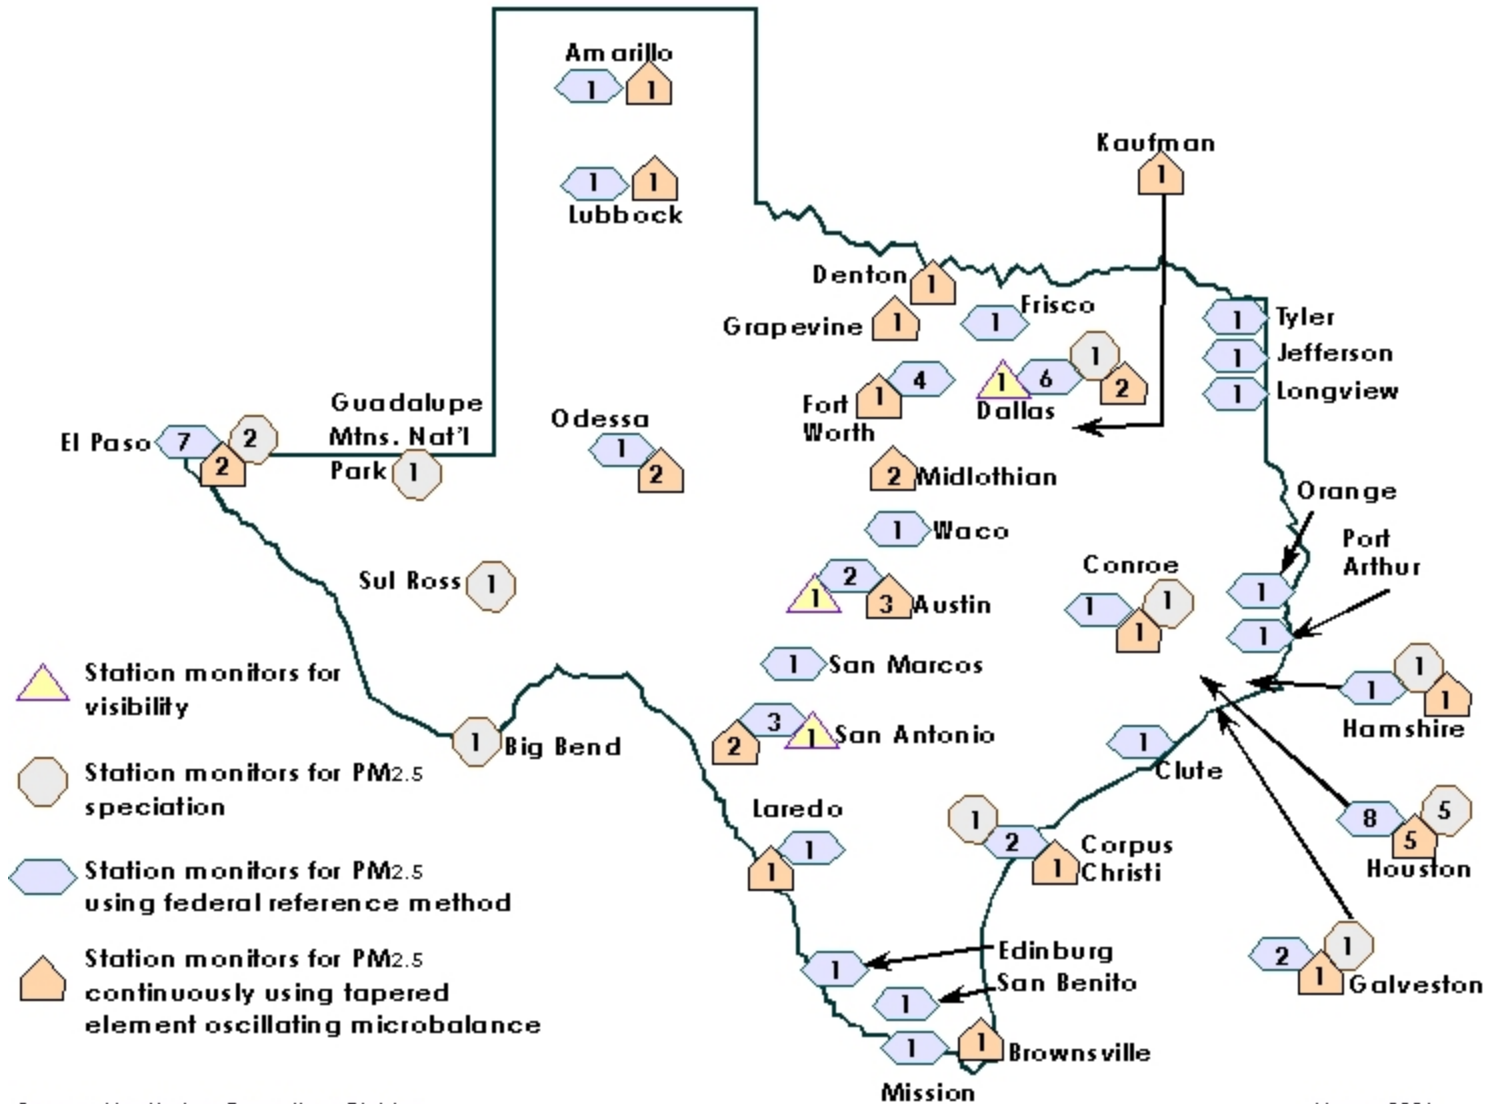 Amarillo
1 1
1 1
Lubbock
Kaufman
1
Denton 1
Grapevine 1
1 Frisco
1 Tyler
1 Jefferson
1 Longview
Fort
Worth
1 4
1 6 1 2
Dallas
El Paso 7 2 2
Guadalupe
Mtns. Nat'l
Park 1
Odessa
1 2
2 Midlothian
1 Waco
Orange
1
Port
Arthur
1
Sul Ross 1
1 2 3 Austin
Conroe
1 1 1
1 San Marcos
1 1 1
Hamshire
2 3 1 San Antonio
1 Big Bend
1
Clute
Laredo
1 1
1 2 1
Corpus
Christi
8 5 5
Houston
2 1 1
Galveston
1 Edinburg
1 San Benito
1
Mission
1 Brownsville
Station monitors for
visibility
Station monitors for PM2.5
speciation
Station monitors for PM2.5
using federal reference method
Station monitors for PM2.5
continuously using tapered
element oscillating microbalance